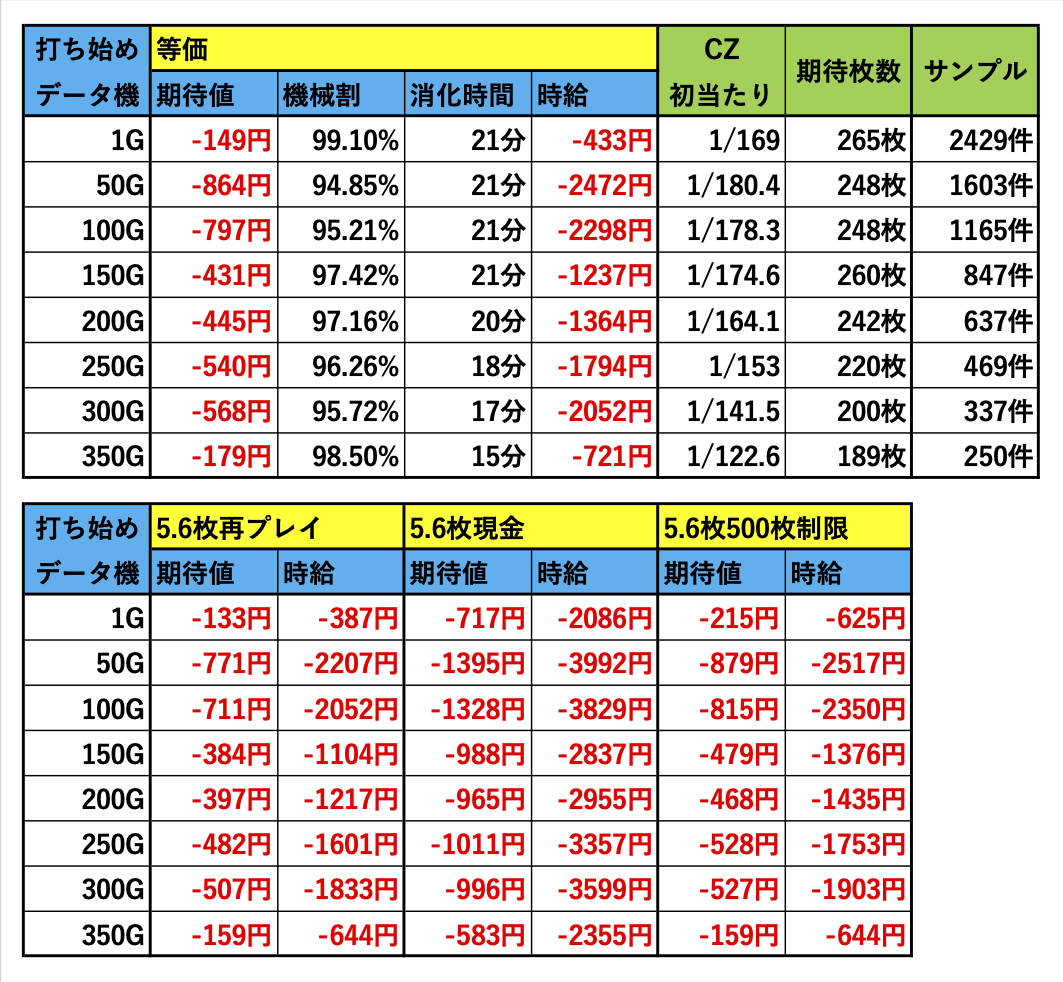 打ち始め 等価 CZ 期待枚数 サンプル
データ機 期待値 機械割 消化時間 時給 初当たり
1G -149円 99.10% 21分 -433円 1/169 265枚 2429件
50G -864円 94.85% 21分 -2472円 1/180.4 248枚 1603件
100G -797円 95.21% 21分 -2298円 1/178.3 248枚 1165件
150G -431円 97.42% 21分 -1237円 1/174.6 260枚 847件
200G -445円 97.16% 20分 -1364円 1/164.1 242枚 637件
250G -540円 96.26% 18分 -1794円 1/153 220枚 469件
300G -568円 95.72% 17分 -2052円 1/141.5 200枚 337件
350G -179円 98.50% 15分 -721円 1/122.6 189枚 250件
打ち始め 5.6枚再プレイ 5.6枚現金 5.6枚500枚制限
データ機 期待値 時給 期待値 時給 期待値 時給
1G -133円 -387円 -717円 -2086円 -215円 -625円
50G -771円 -2207円 -1395円 -3992円 -879円 -2517円
100G -711円 -2052円 -1328円 -3829円 -815円 -2350円
150G -384円 -1104円 -988円 -2837円 -479円 -1376円
200G -397円 -1217円 -965円 -2955円 -468円 -1435円
250G -482円 -1601円 -1011円 -3357円 -528円 -1753円
300G -507円 -1833円 -996円 -3599円 -527円 -1903円
350G -159円 -644円 -583円 -2355円 -159円 -644円